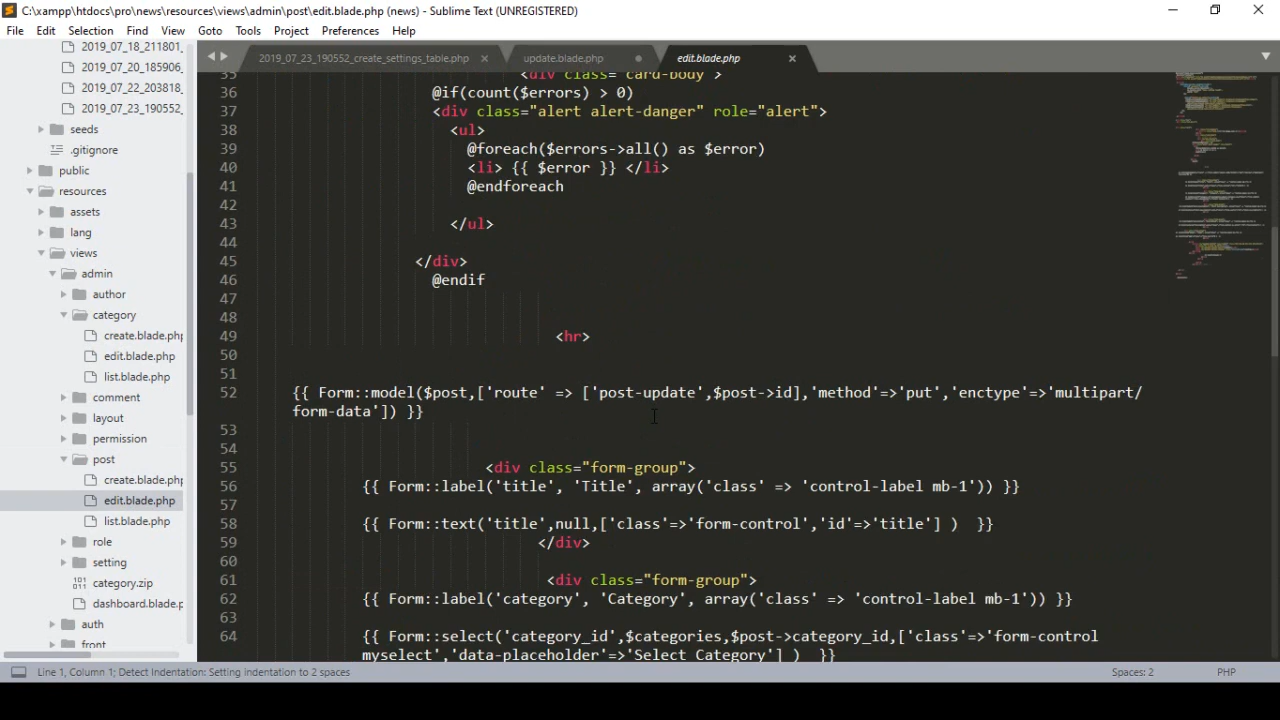 C:\xampp\htdocs\pro\news\resources\views\admin\post\edit.blade.php (news) - Sublime Text (UNREGISTERED)
File Edit Selection Find View Goto Tools Project Preferences Help
2019_07_18_211801_
2019_07_20_185906_
2019_07_22_203818_
2019_07_23_190552_
seeds
.gitignore
public
resources
assets
lang
views
admin
author
category
create.blade.php
edit.blade.php
list.blade.php
comment
layout
permission
post
create.blade.php
edit.blade.php
list.blade.php
role
setting
category.zip
dashboard.blade.p
auth
front
2019_07_23_190552_create_settings_table.php
update.blade.php
edit.blade.php
35 <div class="card-body">
36 @if(count($errors) > 0)
37 <div class="alert alert-danger" role="alert">
38 <ul>
39 @foreach($errors->all() as $error)
40 <li> {{ $error }} </li>
41 @endforeach
42
43 </ul>
44
45 </div>
46 @endif
47
48
49 <hr>
50
51
52 {{ Form::model($post,['route' => ['post-update',$post->id],'method'=>'put','enctype'=>'multipart/
form-data']) }}
53
54
55 <div class="form-group">
56 {{ Form::label('title', 'Title', array('class' => 'control-label mb-1')) }}
57
58 {{ Form::text('title',null,['class'=>'form-control','id'=>'title'] )  }}
59 </div>
60
61 <div class="form-group">
62 {{ Form::label('category', 'Category', array('class' => 'control-label mb-1')) }}
63
64 {{ Form::select('category_id',$categories,$post->category_id,['class'=>'form-control
myselect','data-placeholder'=>'Select Category'] )  }}
Line 1, Column 1; Detect Indentation: Setting indentation to 2 spaces
Spaces: 2
PHP